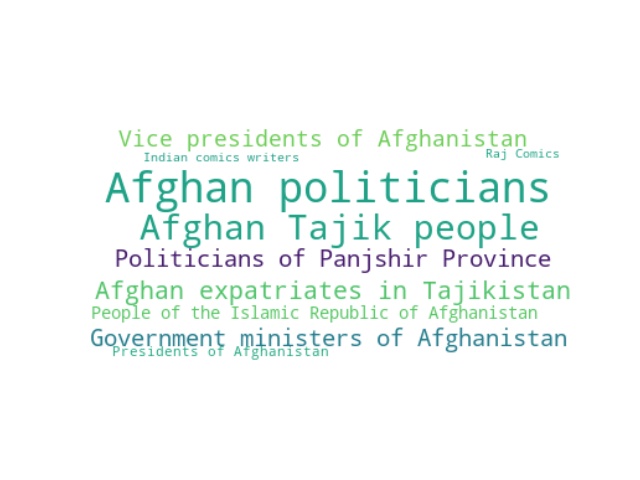 Vice presidents of Afghanistan
Indian comics writers
Raj Comics
Afghan politicians
Afghan Tajik people
Politicians of Panjshir Province
Afghan expatriates in Tajikistan
People of the Islamic Republic of Afghanistan
Government ministers of Afghanistan
Presidents of Afghanistan